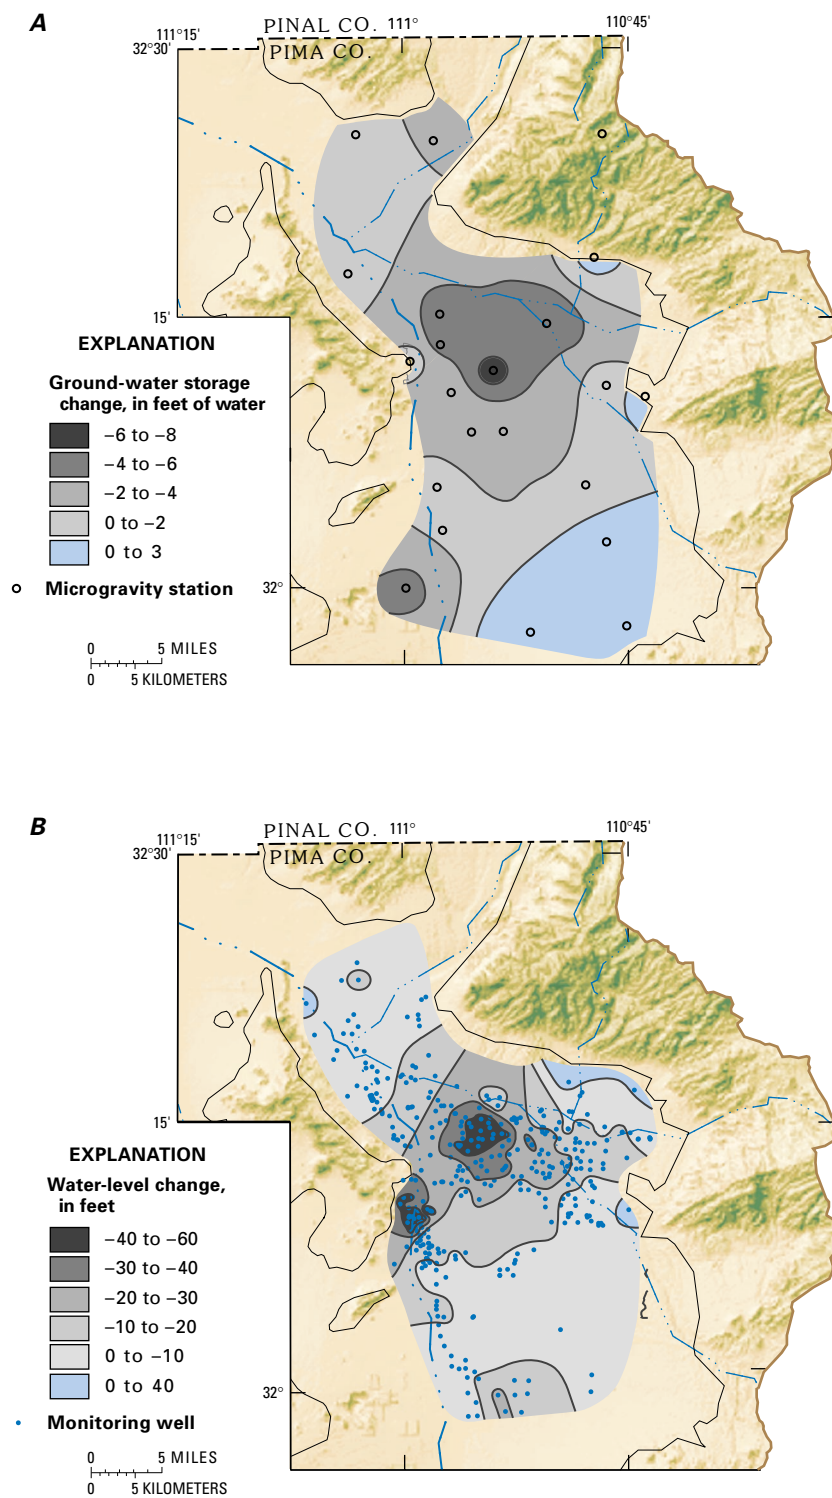 A
111°15'
PINAL CO.
111°
110°45'
32°30'
PIMA CO.
15'
EXPLANATION
Ground-water storage
change, in feet of water
–6 to –8
–4 to –6
–2 to –4
0 to –2
0 to 3
Microgravity station
32°
0 5 MILES
0 5 KILOMETERS
B
111°15'
PINAL CO.
111°
110°45'
32°30'
PIMA CO.
15'
EXPLANATION
Water-level change,
in feet
–40 to –60
–30 to –40
–20 to –30
–10 to –20
0 to –10
0 to 40
32°
Monitoring well
0 5 MILES
0 5 KILOMETERS